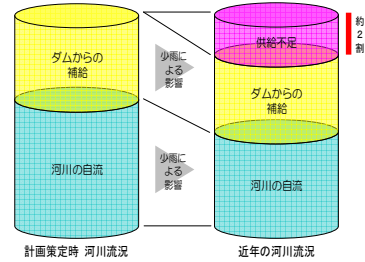 供給不足
約
2
割
ダムからの
補給
少雨に
よる
影響
ダムからの
補給
河川の自流
少雨に
よる
影響
河川の自流
計画策定時 河川流況
近年の河川流況